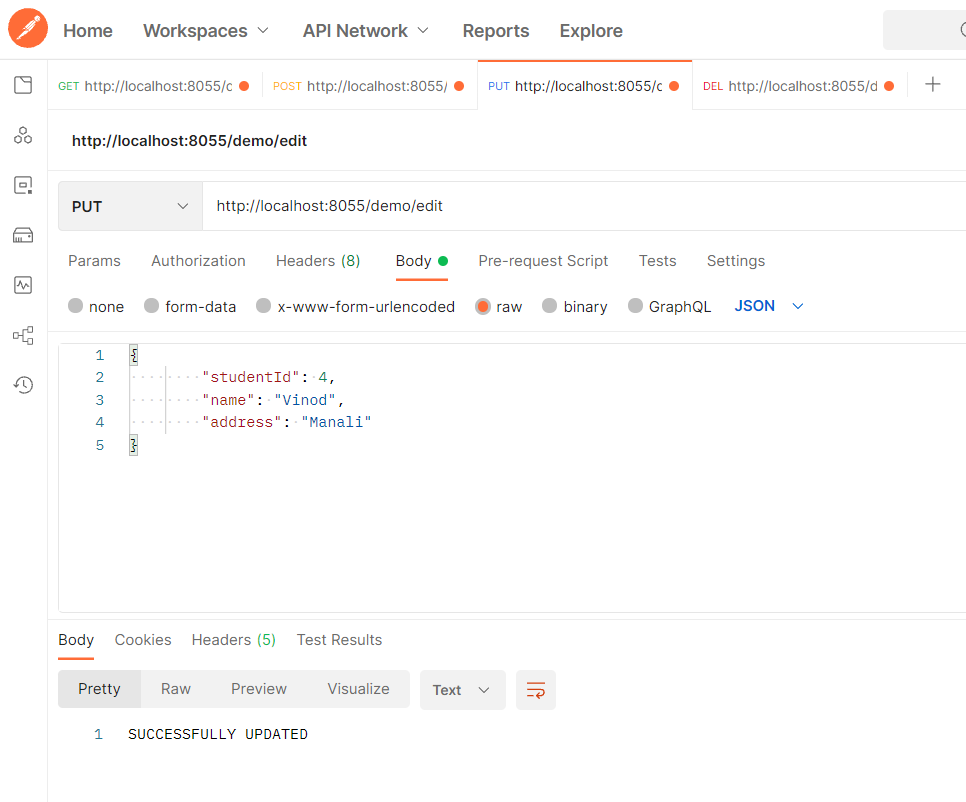 Home Workspaces API Network Reports Explore
GET http://localhost:8055/c POST http://localhost:8055/ PUT http://localhost:8055/c DEL http://localhost:8055/d +
http://localhost:8055/demo/edit
PUT http://localhost:8055/demo/edit
Params Authorization Headers (8) Body Pre-request Script Tests Settings
none form-data x-www-form-urlencoded raw binary GraphQL JSON
1 {
2 "studentId": 4,
3 "name": "Vinod",
4 "address": "Manali"
5 }
Body Cookies Headers (5) Test Results
Pretty Raw Preview Visualize Text
1 SUCCESSFULLY UPDATED